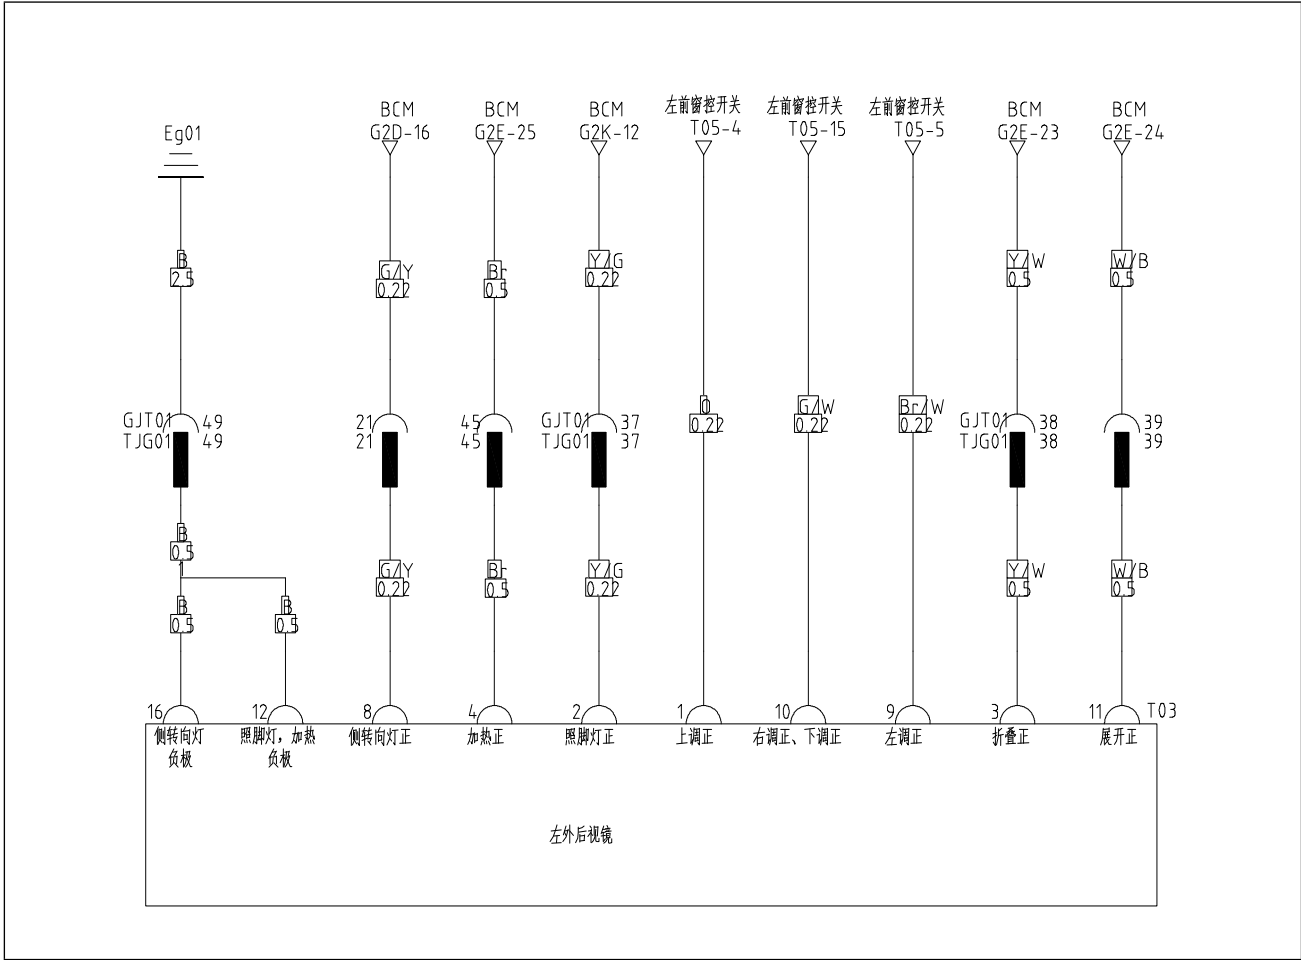 BCM
BCM
BCM
左前窗控开关
左前窗控开关
左前窗控开关
BCM
BCM
Eg01
G2D-16
G2E-25
G2K-12
T05-4
T05-15
T05-5
G2E-23
G2E-24
B
2.5
G/Y
0.22
Br
0.5
Y/G
0.22
Y/W
0.5
W/B
0.5
O
0.22
G/W
0.22
Br/W
0.22
GJT01
49
TJG01
49
21
21
45
45
GJT01
37
TJG01
37
GJT01
38
TJG01
38
39
39
B
0.5
1
B
0.5
B
0.5
G/Y
0.22
Br
0.5
Y/G
0.22
Y/W
0.5
W/B
0.5
16
12
8
4
2
1
10
9
3
11
T03
侧转向灯
负极
照脚灯，加热
负极
侧转向灯正
加热正
照脚灯正
上调正
右调正、下调正
左调正
折叠正
展开正
左外后视镜